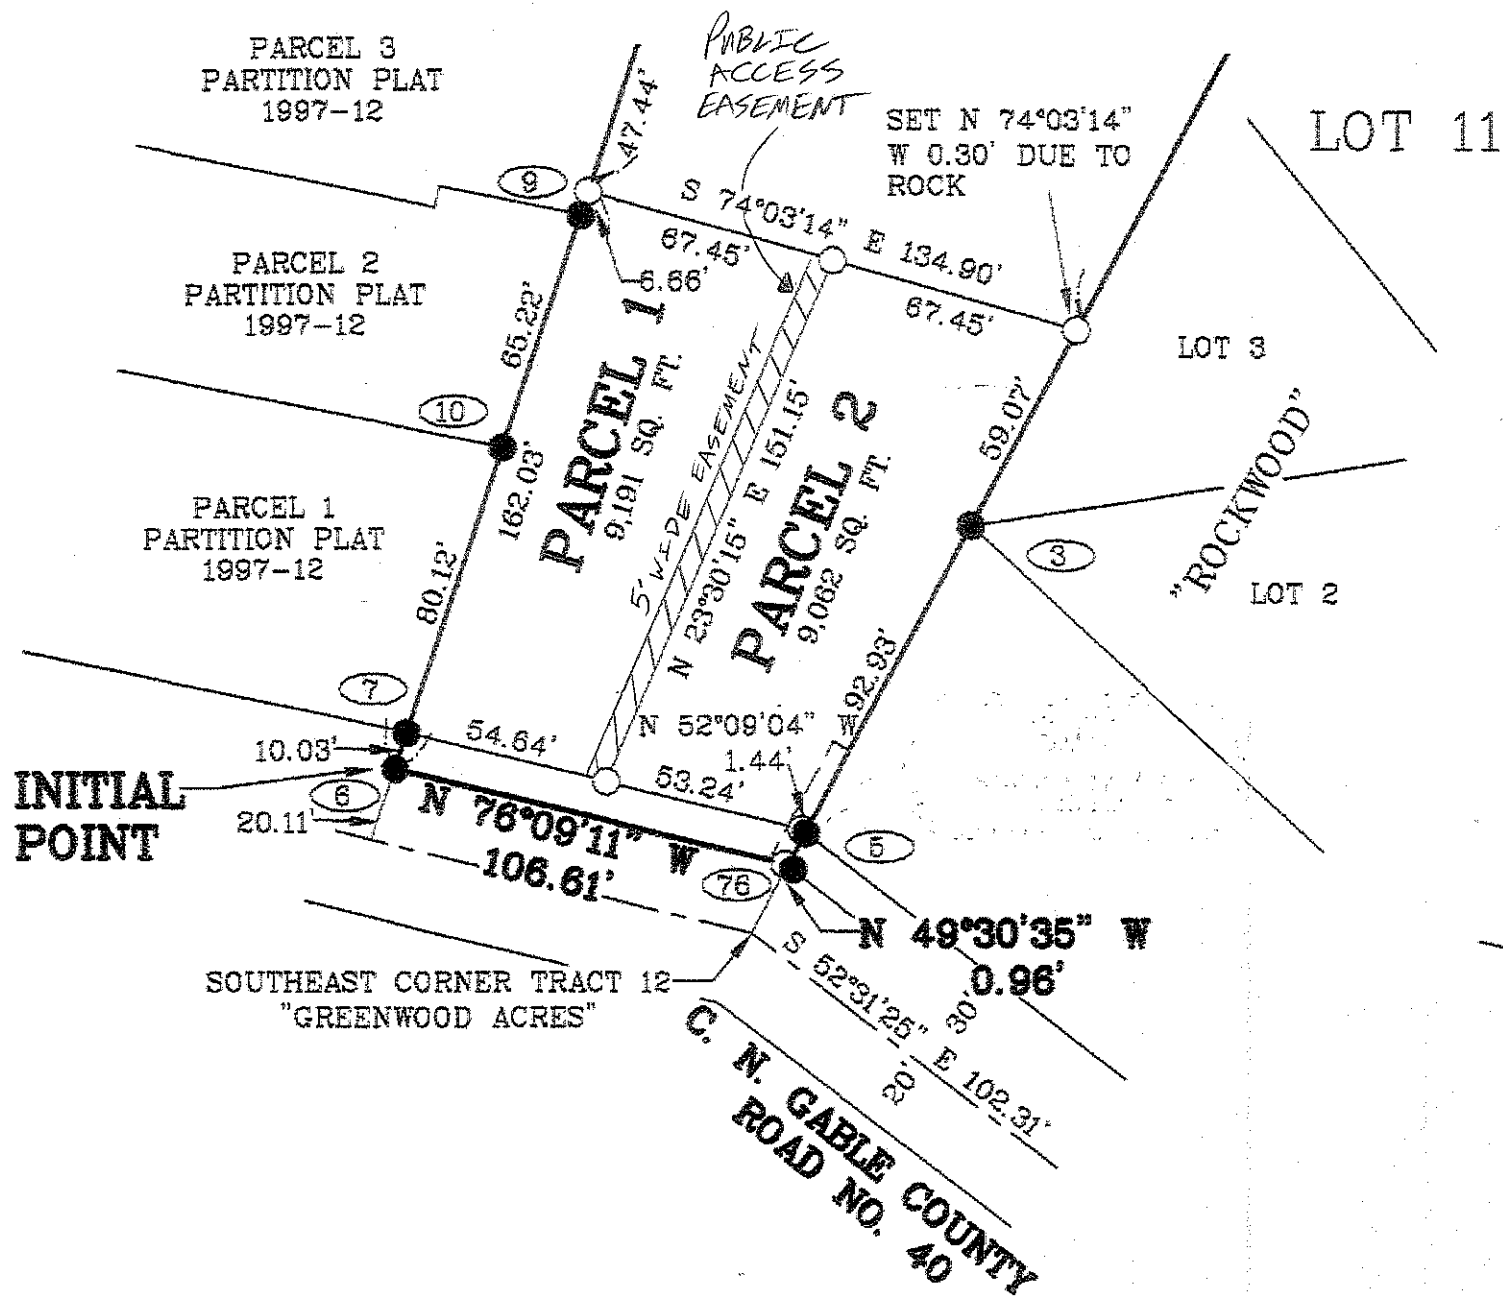 PUBLIC
ACCESS
EASEMENT
PARCEL 3
PARTITION PLAT
1997-12
47.44'
SET N 74°03'14"
W 0.30' DUE TO
ROCK
LOT 11
9
S 74°03'14" E 134.90'
67.45'
6.66'
67.45'
PARCEL 2
PARTITION PLAT
1997-12
65.22'
PARCEL 1
9,191 SQ. FT.
5' WIDE EASEMENT
N 23°30'15" E 151.15'
PARCEL 2
9,062 SQ. FT.
59.07'
LOT 3
"ROCKWOOD"
10
162.03'
PARCEL 1
PARTITION PLAT
1997-12
80.12'
3
LOT 2
92.93'
7
10.03'
54.64'
N 52°09'04" W
1.44'
53.24'
INITIAL
POINT
6
20.11'
N 76°09'11" W
106.61'
76
5
N 49°30'35" W
0.96'
SOUTHEAST CORNER TRACT 12
"GREENWOOD ACRES"
S 52°31'25" E 102.31'
30'
20'
C. N. GABLE COUNTY
ROAD NO. 40